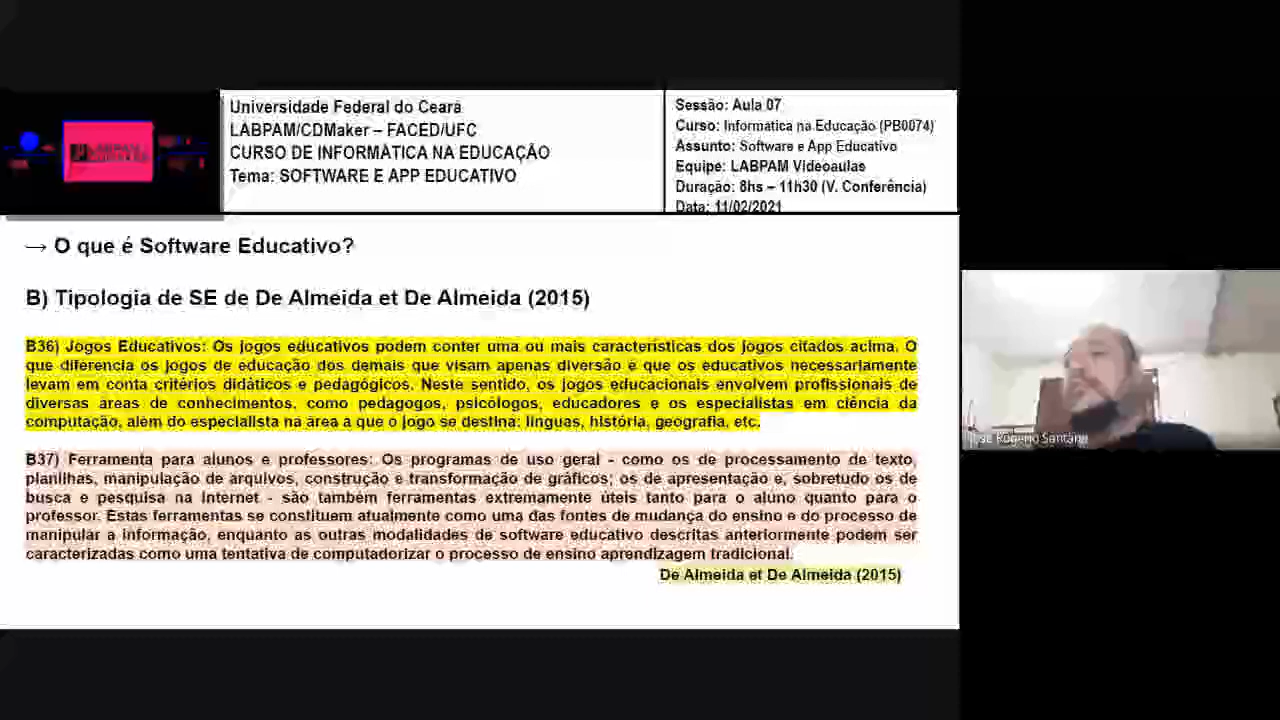 Universidade Federal do Ceará
LABPAM/CDMaker – FACED/UFC
CURSO DE INFORMÁTICA NA EDUCAÇÃO
Tema: SOFTWARE E APP EDUCATIVO
Sessão: Aula 07
Curso: Informática na Educação (PB0074)
Assunto: Software e App Educativo
Equipe: LABPAM Videoaulas
Duração: 8hs – 11h30 (V. Conferência)
Data: 11/02/2021
→ O que é Software Educativo?
B) Tipologia de SE de De Almeida et De Almeida (2015)
B36) Jogos Educativos: Os jogos educativos podem conter uma ou mais características dos jogos citados acima. O
que diferencia os jogos de educação dos demais que visam apenas diversão é que os educativos necessariamente
levam em conta critérios didáticos e pedagógicos. Neste sentido, os jogos educacionais envolvem profissionais de
diversas áreas de conhecimentos, como pedagogos, psicólogos, educadores e os especialistas em ciência da
computação, além do especialista na área a que o jogo se destina: línguas, história, geografia, etc.
B37) Ferramenta para alunos e professores: Os programas de uso geral - como os de processamento de texto,
planilhas, manipulação de arquivos, construção e transformação de gráficos; os de apresentação e, sobretudo os de
busca e pesquisa na Internet - são também ferramentas extremamente úteis tanto para o aluno quanto para o
professor. Estas ferramentas se constituem atualmente como uma das fontes de mudança do ensino e do processo de
manipular a informação, enquanto as outras modalidades de software educativo descritas anteriormente podem ser
caracterizadas como uma tentativa de computadorizar o processo de ensino aprendizagem tradicional.
De Almeida et De Almeida (2015)
José Rogério Santana